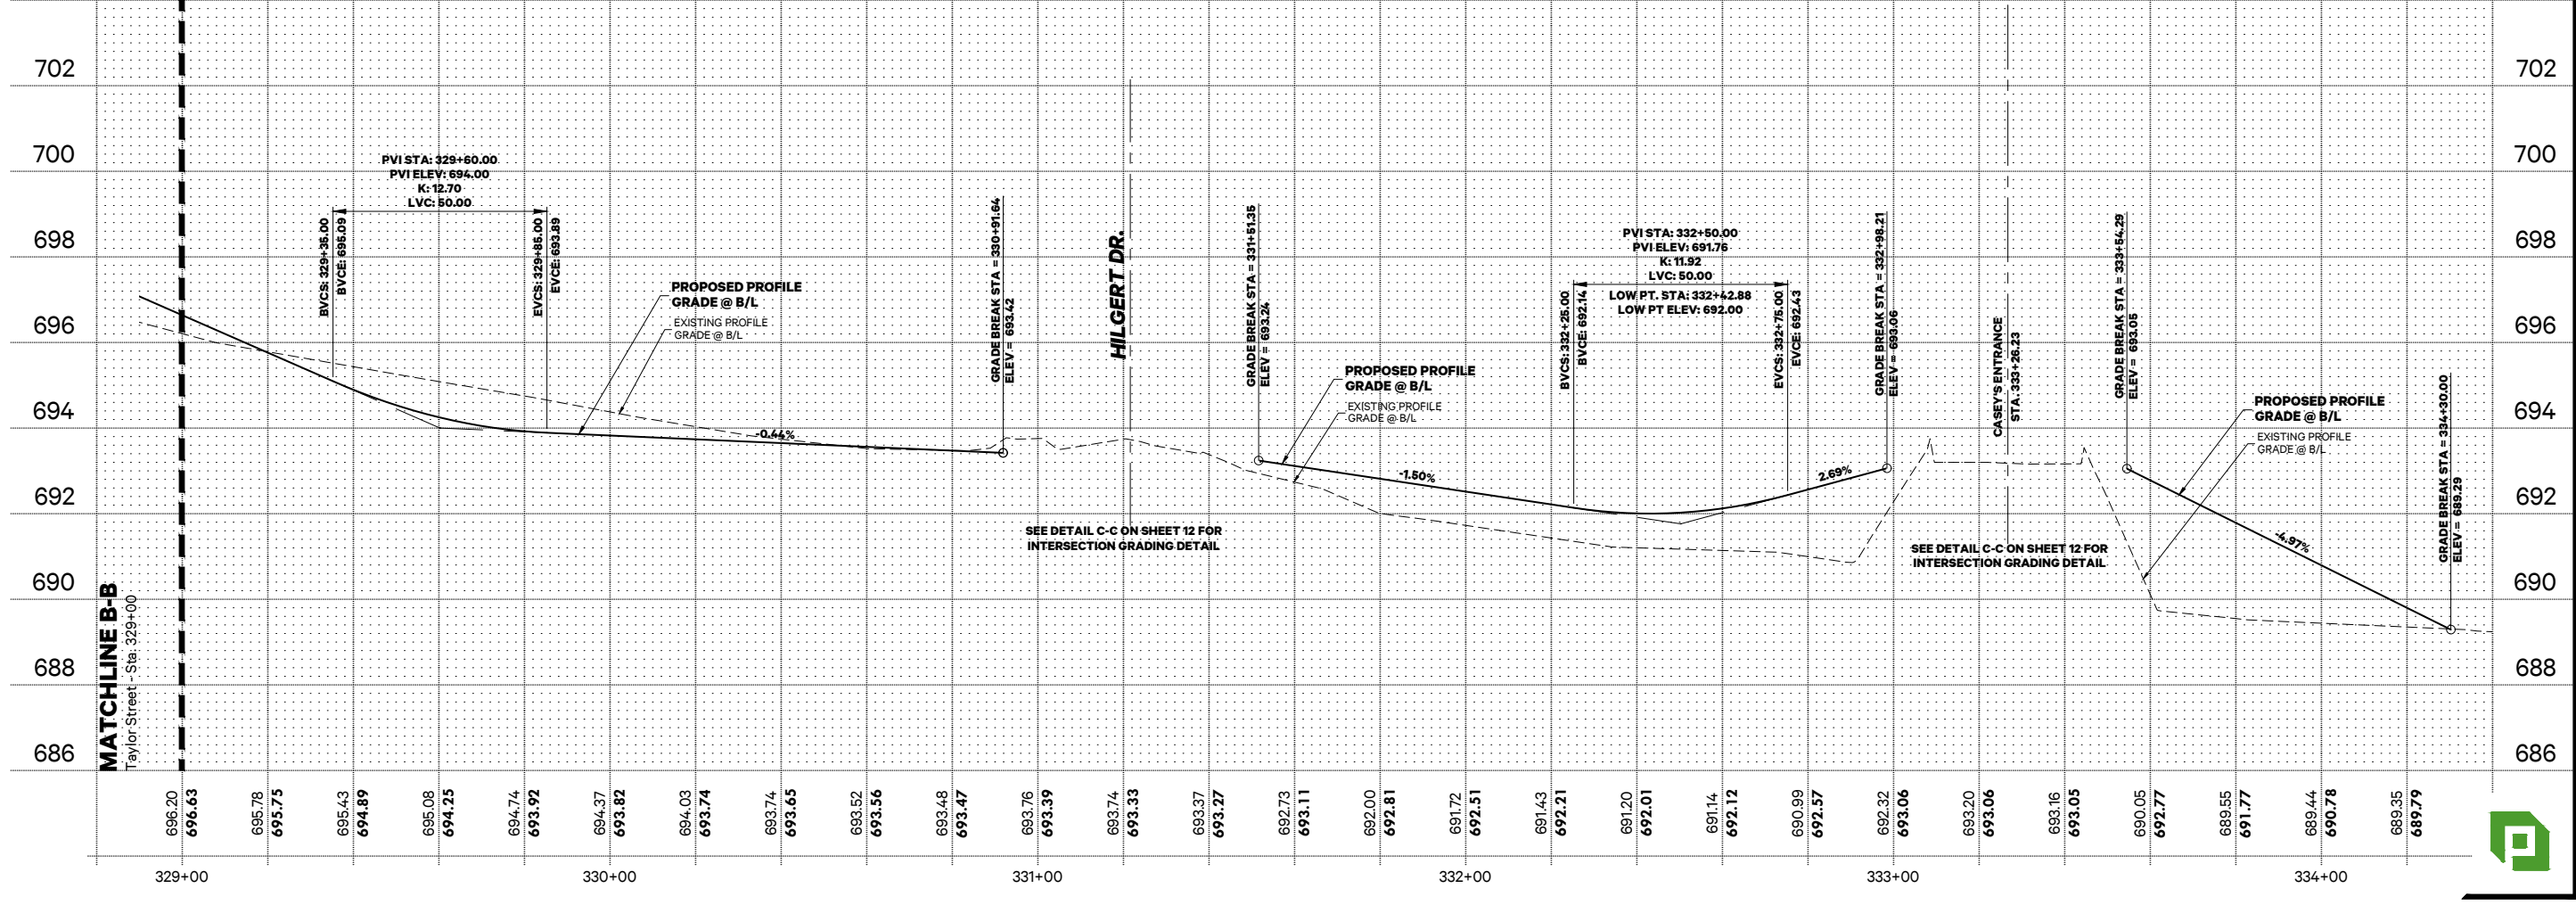 702
700
698
696
694
692
690
688
686
702
700
698
696
694
692
690
688
686
MATCHLINE B-B
Taylor Street - Sta. 329+00
PVI STA: 329+60.00
PVI ELEV: 694.00
K: 12.70
LVC: 50.00
BVCS: 329+35.00
BVCE: 695.09
EVCS: 329+85.00
EVCE: 693.89
PROPOSED PROFILE
GRADE @ B/L
EXISTING PROFILE
GRADE @ B/L
-0.44%
GRADE BREAK STA = 330+91.64
ELEV = 693.42
HILGERT DR.
SEE DETAIL C-C ON SHEET 12 FOR
INTERSECTION GRADING DETAIL
GRADE BREAK STA = 331+51.35
ELEV = 693.24
PROPOSED PROFILE
GRADE @ B/L
EXISTING PROFILE
GRADE @ B/L
-1.50%
PVI STA: 332+50.00
PVI ELEV: 691.76
K: 11.92
LVC: 50.00
LOW PT. STA: 332+42.88
LOW PT ELEV: 692.00
BVCS: 332+25.00
BVCE: 692.14
EVCS: 332+75.00
EVCE: 692.43
2.69%
GRADE BREAK STA = 332+98.21
ELEV = 693.06
CASEY'S ENTRANCE
STA. 333+26.23
SEE DETAIL C-C ON SHEET 12 FOR
INTERSECTION GRADING DETAIL
GRADE BREAK STA = 333+54.29
ELEV = 693.05
PROPOSED PROFILE
GRADE @ B/L
EXISTING PROFILE
GRADE @ B/L
-4.97%
GRADE BREAK STA = 334+30.00
ELEV = 689.29
696.20
696.63
695.78
695.75
695.43
694.89
695.08
694.25
694.74
693.92
694.37
693.82
694.03
693.74
693.74
693.65
693.52
693.56
693.48
693.47
693.76
693.39
693.74
693.33
693.37
693.27
692.73
693.11
692.00
692.81
691.72
692.51
691.43
692.21
691.20
692.01
691.14
692.12
690.99
692.57
692.32
693.06
693.20
693.06
693.16
693.05
690.05
692.77
689.55
691.77
689.44
690.78
689.35
689.79
329+00
330+00
331+00
332+00
333+00
334+00